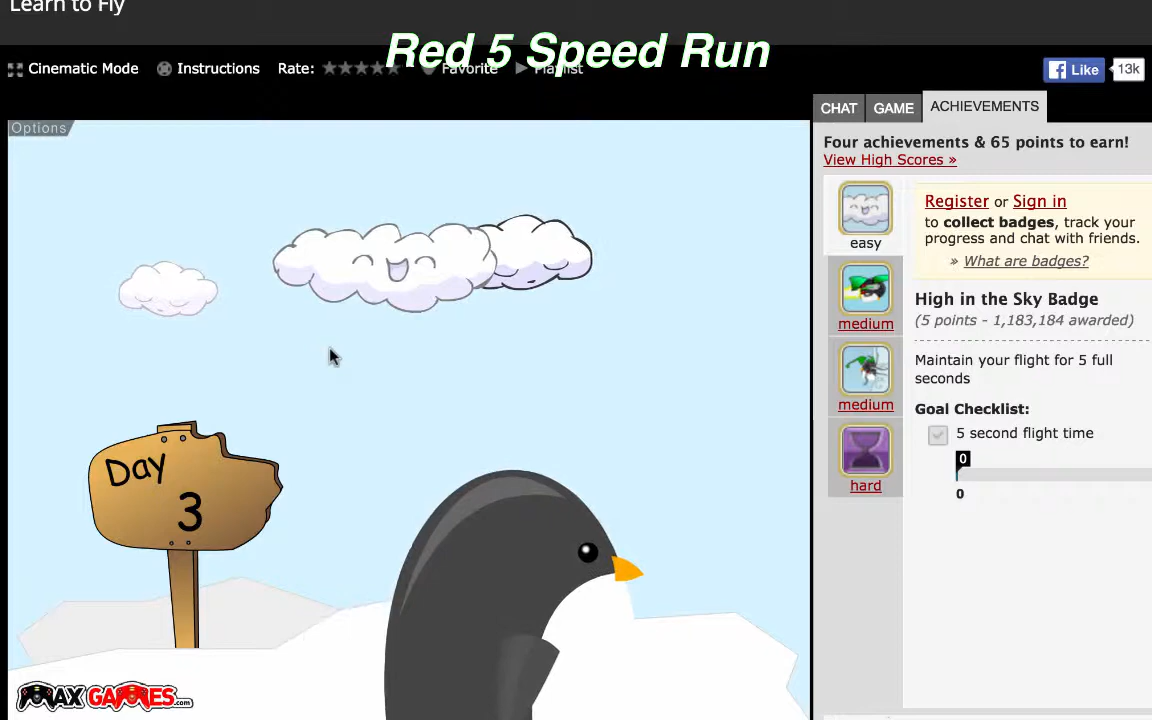 Learn to Fly
Red 5 Speed Run
Cinematic Mode Instructions Rate: Favorite Playlist
Like 13k
CHAT GAME ACHIEVEMENTS
Options
Four achievements & 65 points to earn!
View High Scores »
easy
Register or Sign in
to collect badges, track your
progress and chat with friends.
» What are badges?
medium
High in the Sky Badge
(5 points - 1,183,184 awarded)
Maintain your flight for 5 full
seconds
medium
Goal Checklist:
5 second flight time
0
0
hard
Day
3
MAX GAMES.com